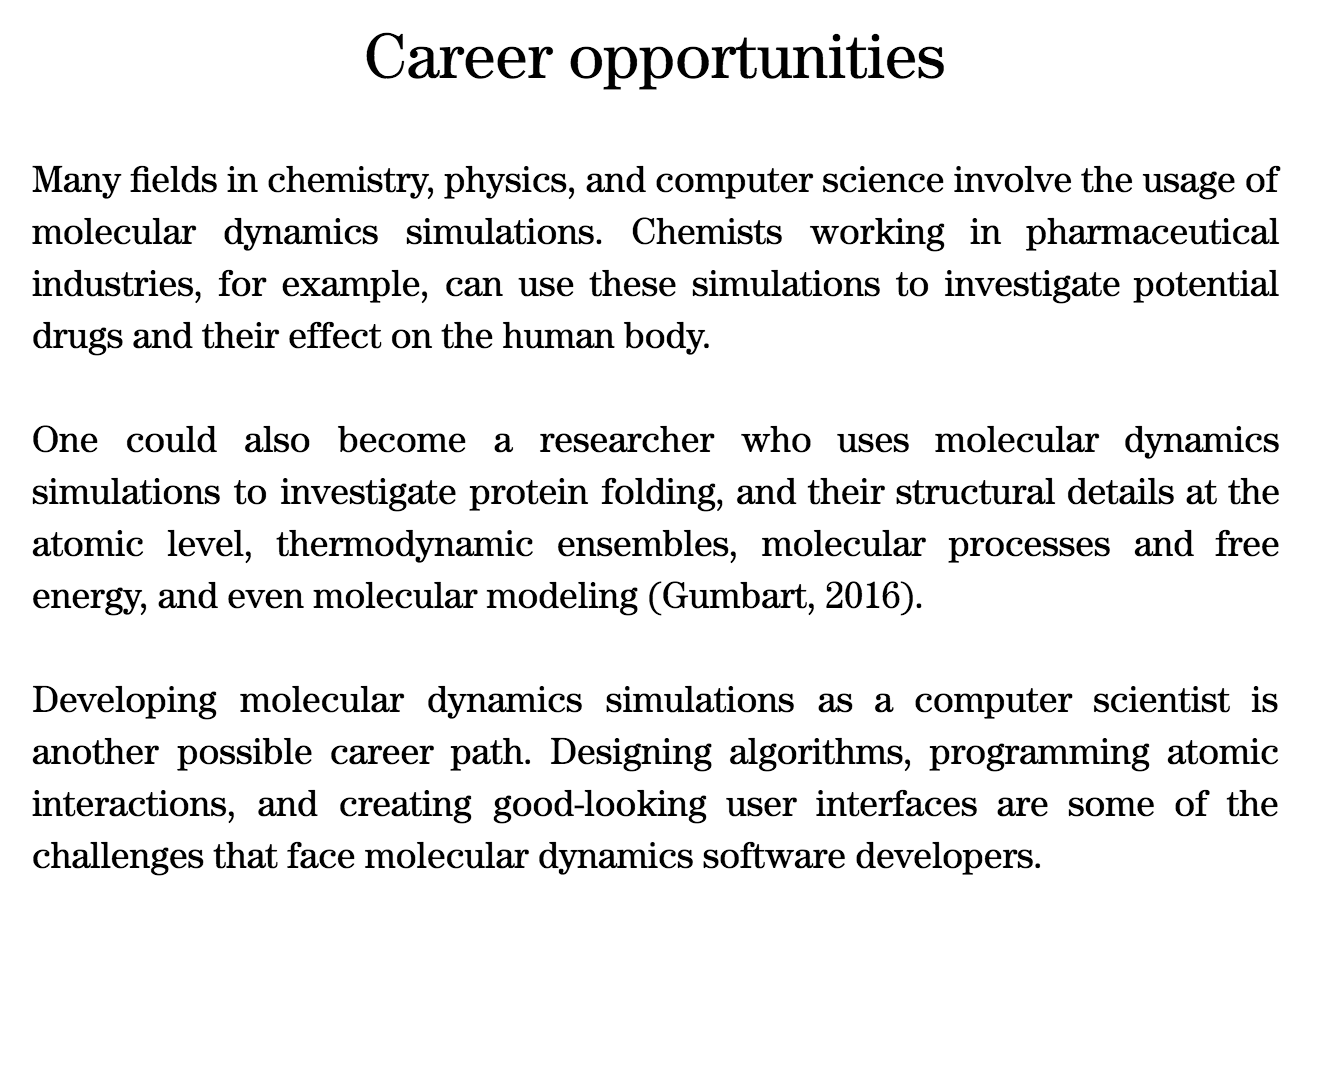 Career opportunities
Many fields in chemistry, physics, and computer science involve the usage of
molecular dynamics simulations. Chemists working in pharmaceutical
industries, for example, can use these simulations to investigate potential
drugs and their effect on the human body.
One could also become a researcher who uses molecular dynamics
simulations to investigate protein folding, and their structural details at the
atomic level, thermodynamic ensembles, molecular processes and free
energy, and even molecular modeling (Gumbart, 2016).
Developing molecular dynamics simulations as a computer scientist is
another possible career path. Designing algorithms, programming atomic
interactions, and creating good-looking user interfaces are some of the
challenges that face molecular dynamics software developers.